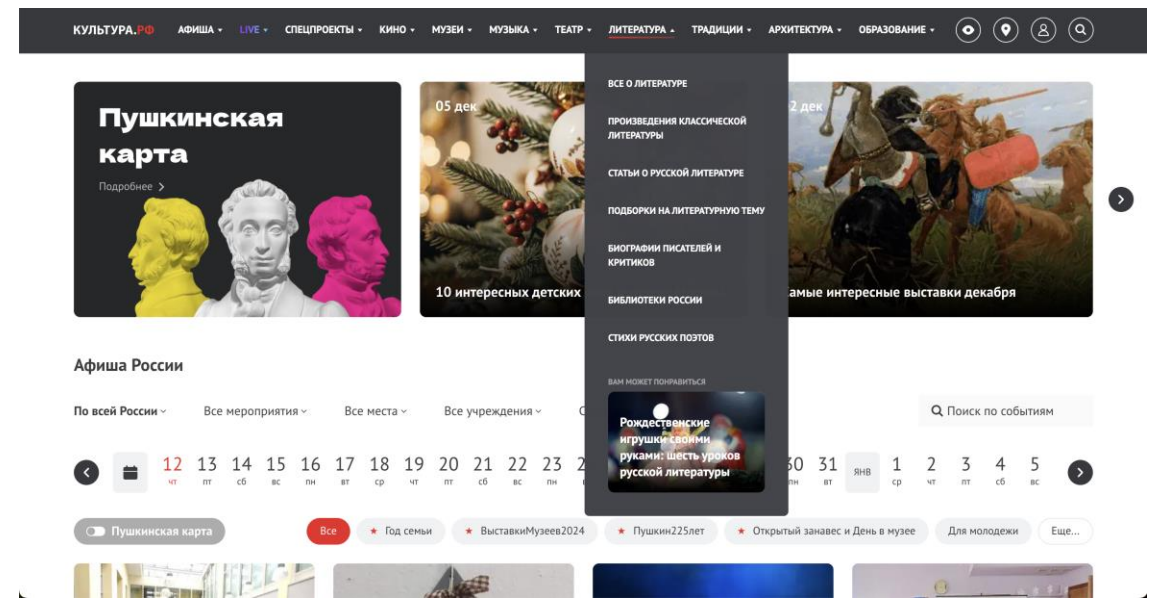 КУЛЬТУРА.РФ АФИША LIVE СПЕЦПРОЕКТЫ КИНО МУЗЕИ МУЗЫКА ТЕАТР ЛИТЕРАТУРА ТРАДИЦИИ АРХИТЕКТУРА ОБРАЗОВАНИЕ
Пушкинская
карта
Подробнее
05 дек
10 интересных детских
2 дек
самые интересные выставки декабря
ВСЕ О ЛИТЕРАТУРЕ
ПРОИЗВЕДЕНИЯ КЛАССИЧЕСКОЙ
ЛИТЕРАТУРЫ
СТАТЬИ О РУССКОЙ ЛИТЕРАТУРЕ
ПОДБОРКИ НА ЛИТЕРАТУРНУЮ ТЕМУ
БИОГРАФИИ ПИСАТЕЛЕЙ И
КРИТИКОВ
БИБЛИОТЕКИ РОССИИ
СТИХИ РУССКИХ ПОЭТОВ
ВАМ МОЖЕТ ПОНРАВИТЬСЯ
Рождественские
игрушки своими
руками: шесть уроков
русской литературы
Афиша России
По всей России Все мероприятия Все места Все учреждения Поиск по событиям
12 13 14 15 16 17 18 19 20 21 22 23 2 30 31 ЯНВ 1 2 3 4 5
чт пт сб вс пн вт ср чт пт сб вс пн пн вт ср чт пт сб вс
Пушкинская карта Все Год семьи ВыставкиМузеев2024 Пушкин225лет Открытый занавес и День в музее Для молодежи Еще...